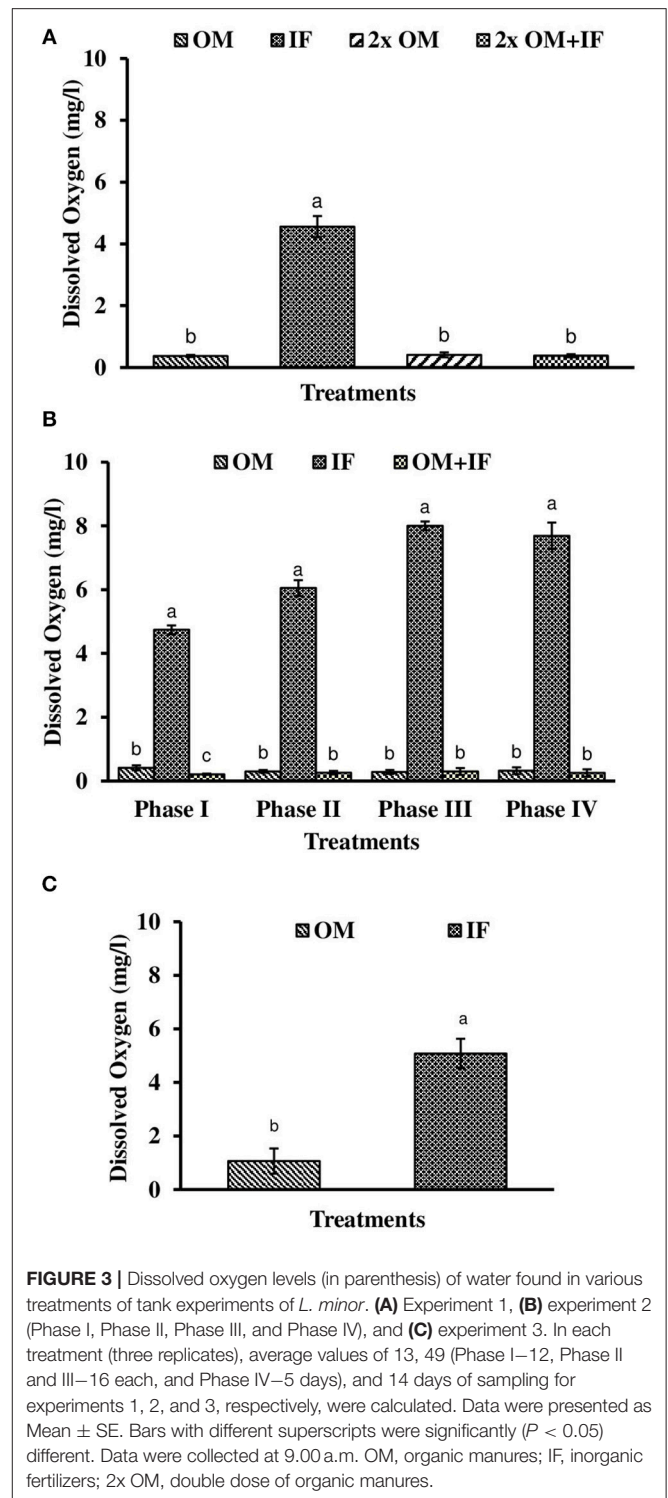 A
OM IF 2x OM 2x OM+IF
10
8
6
4
2
0
Dissolved Oxygen (mg/l)
b
a
b
b
Treatments
B
OM IF OM+IF
10
8
6
4
2
0
Dissolved Oxygen (mg/l)
b a c b a b b a b b a b
Phase I Phase II Phase III Phase IV
Treatments
C
OM IF
10
8
6
4
2
0
Dissolved Oxygen (mg/l)
b
a
Treatments
FIGURE 3 | Dissolved oxygen levels (in parenthesis) of water found in various
treatments of tank experiments of L. minor. (A) Experiment 1, (B) experiment 2
(Phase I, Phase II, Phase III, and Phase IV), and (C) experiment 3. In each
treatment (three replicates), average values of 13, 49 (Phase I–12, Phase II
and III–16 each, and Phase IV–5 days), and 14 days of sampling for
experiments 1, 2, and 3, respectively, were calculated. Data were presented as
Mean ± SE. Bars with different superscripts were significantly (P < 0.05)
different. Data were collected at 9.00 a.m. OM, organic manures; IF, inorganic
fertilizers; 2x OM, double dose of organic manures.